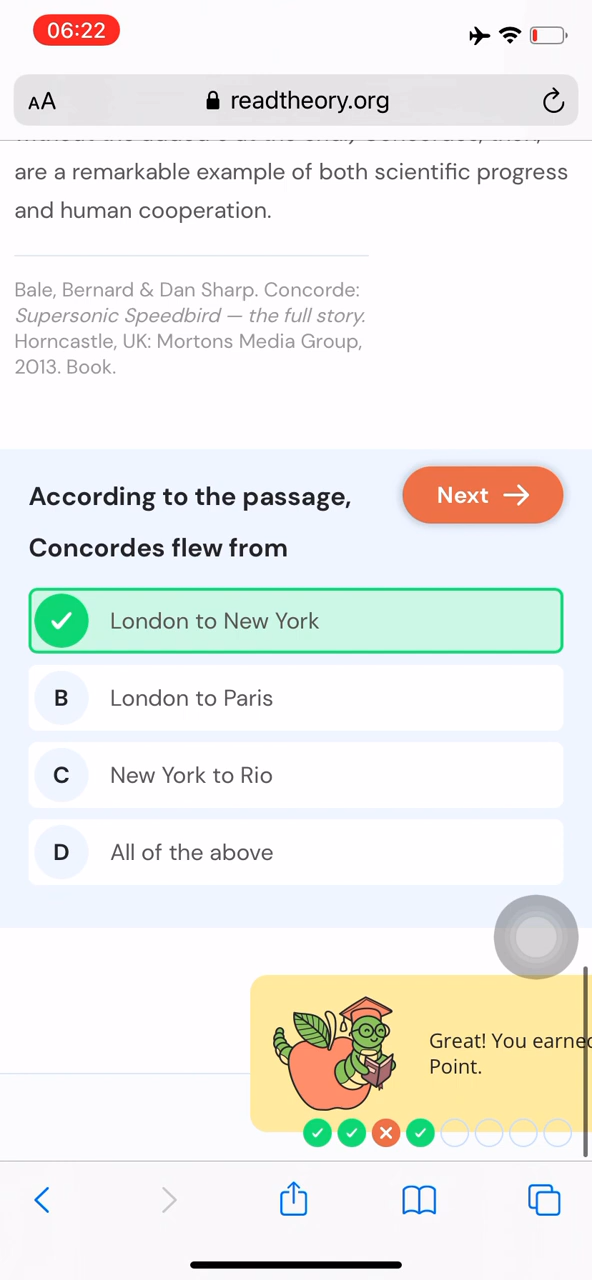 06:22
AA readtheory.org
are a remarkable example of both scientific progress
and human cooperation.
Bale, Bernard & Dan Sharp. Concorde:
Supersonic Speedbird — the full story.
Horncastle, UK: Mortons Media Group,
2013. Book.
According to the passage,
Concordes flew from
Next
London to New York
B London to Paris
C New York to Rio
D All of the above
Great! You earned
Point.